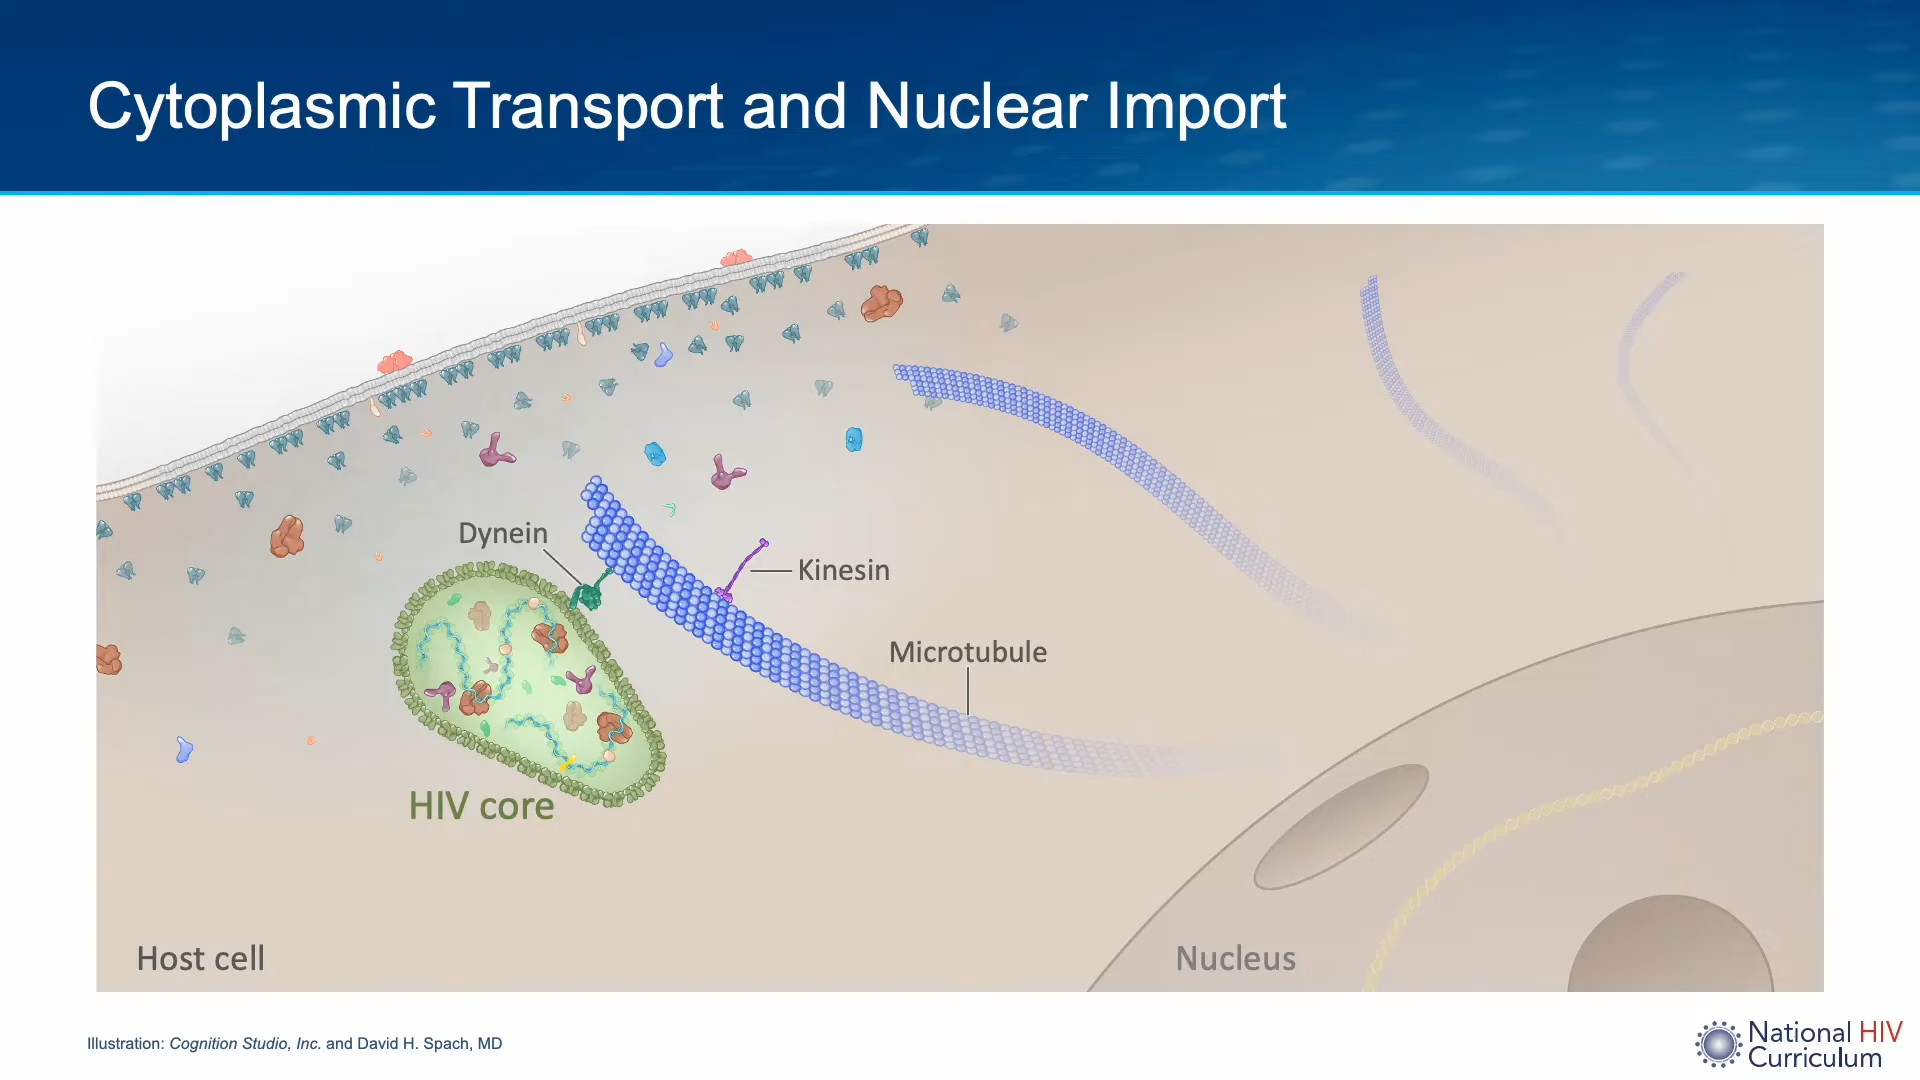 Cytoplasmic Transport and Nuclear Import
Dynein
Kinesin
Microtubule
HIV core
Host cell
Nucleus
Illustration: Cognition Studio, Inc. and David H. Spach, MD
National HIV
Curriculum